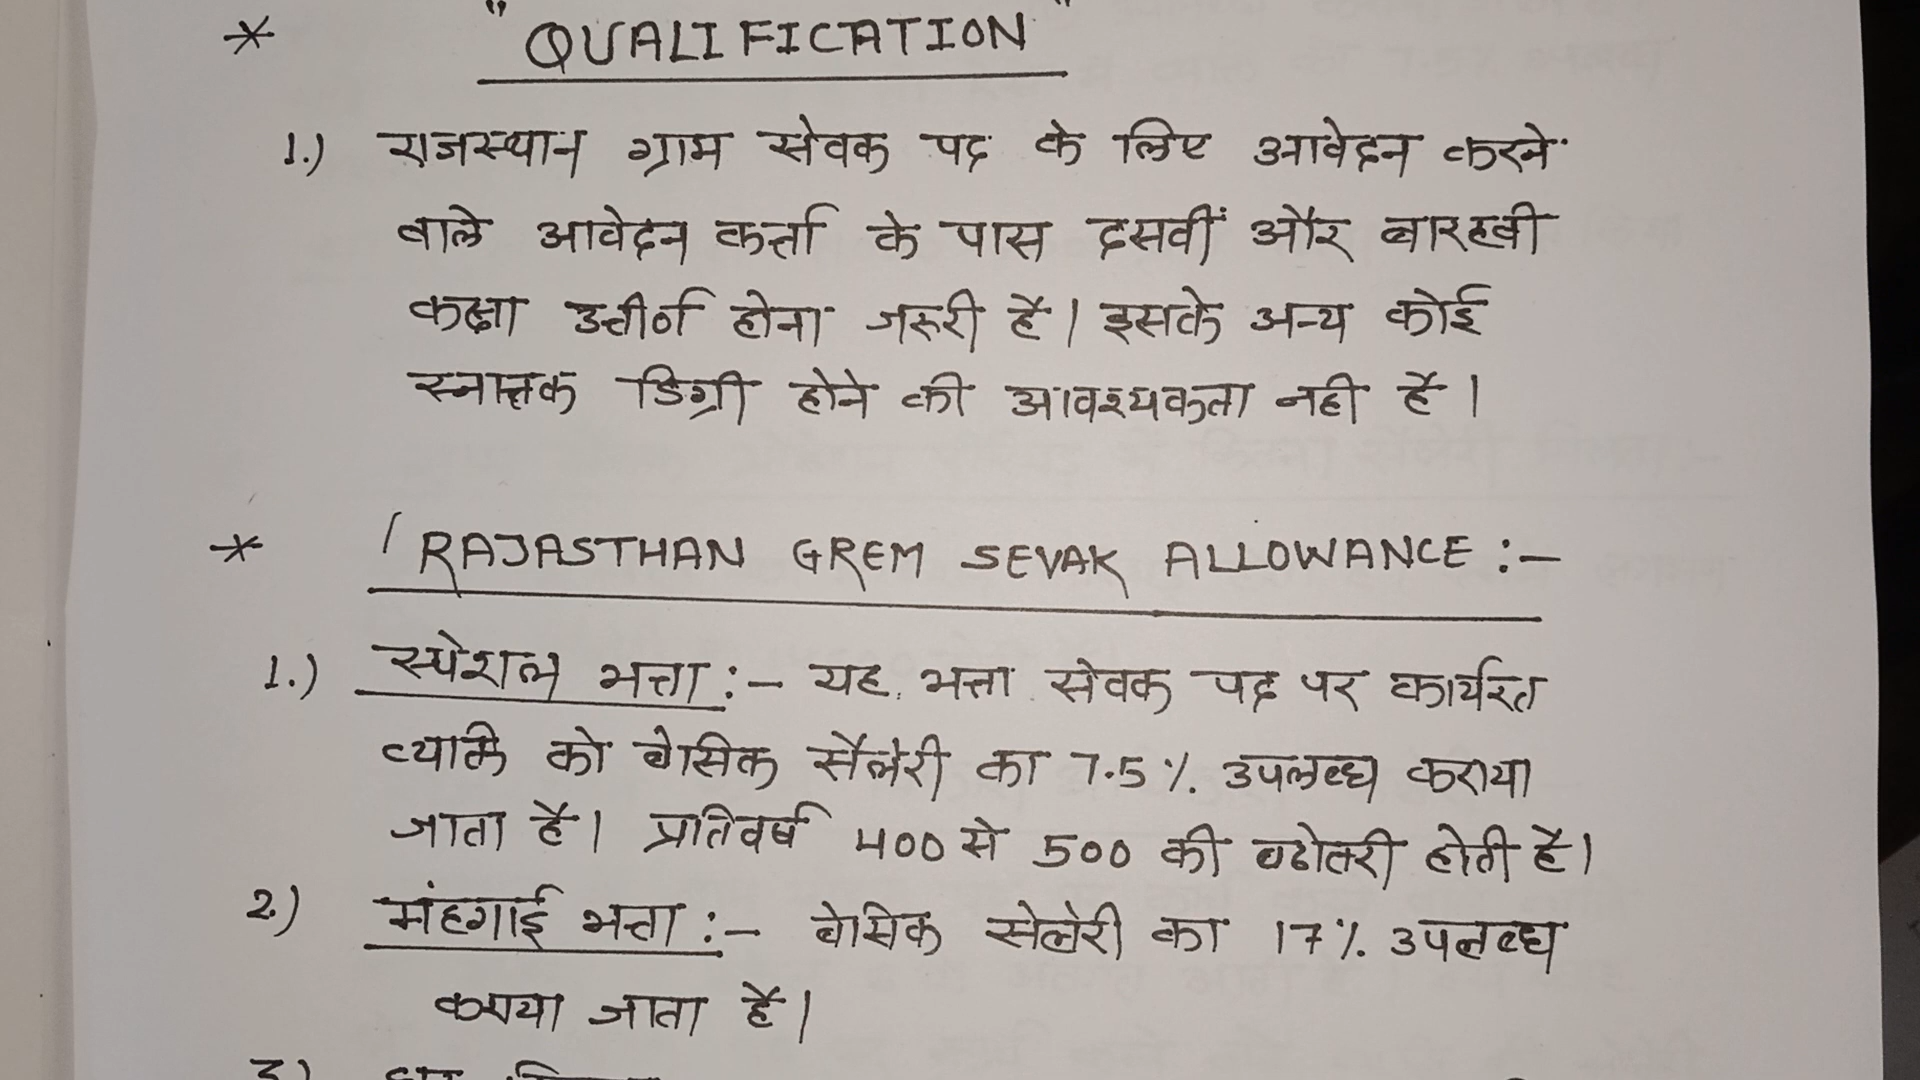 * "QUALIFICATION"
1.) राजस्थान ग्राम सेवक पद के लिए आवेदन करने
वाले आवेदन कर्ता के पास दसवीं और बारहवी
कक्षा उत्तीर्ण होना जरुरी है। इसके अन्य कोई
स्नात्तक डिग्री होने की आवश्यकता नही है।
* RAJASTHAN GREM SEVAK ALLOWANCE :-
1.) स्पेशल भत्ता :- यह भत्ता सेवक पद पर कार्यरत
व्यक्ति को बेसिक सैलेरी का 7.5%. उपलब्ध कराया
जाता है। प्रतिवर्ष 400 से 500 की बढोतरी होती है।
2) मंहगाई भत्ता :- बेसिक सेलेरी का 17%. उपलब्ध
कराया जाता है।
3)